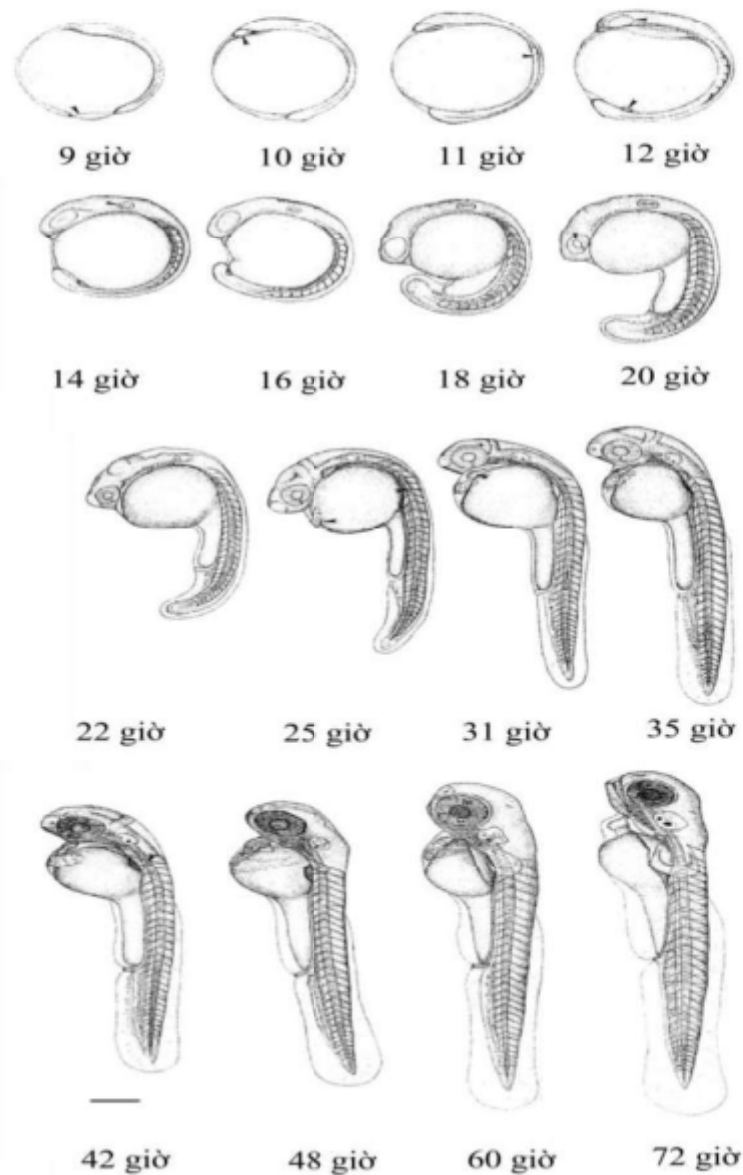 9 giờ 10 giờ 11 giờ 12 giờ
14 giờ 16 giờ 18 giờ 20 giờ
22 giờ 25 giờ 31 giờ 35 giờ
42 giờ 48 giờ 60 giờ 72 giờ